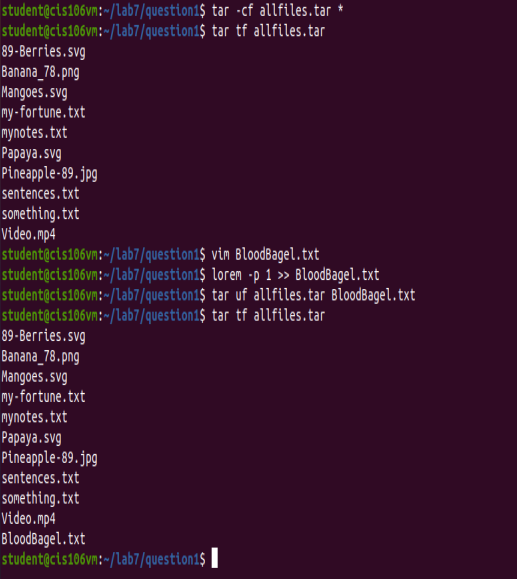 student@cis106vm:~/lab7/question1$ tar -cf allfiles.tar *
student@cis106vm:~/lab7/question1$ tar tf allfiles.tar
89-Berries.svg
Banana_78.png
Mangoes.svg
my-fortune.txt
mynotes.txt
Papaya.svg
Pineapple-89.jpg
sentences.txt
something.txt
Video.mp4
student@cis106vm:~/lab7/question1$ vim BloodBagel.txt
student@cis106vm:~/lab7/question1$ lorem -p 1 >> BloodBagel.txt
student@cis106vm:~/lab7/question1$ tar uf allfiles.tar BloodBagel.txt
student@cis106vm:~/lab7/question1$ tar tf allfiles.tar
89-Berries.svg
Banana_78.png
Mangoes.svg
my-fortune.txt
mynotes.txt
Papaya.svg
Pineapple-89.jpg
sentences.txt
something.txt
Video.mp4
BloodBagel.txt
student@cis106vm:~/lab7/question1$